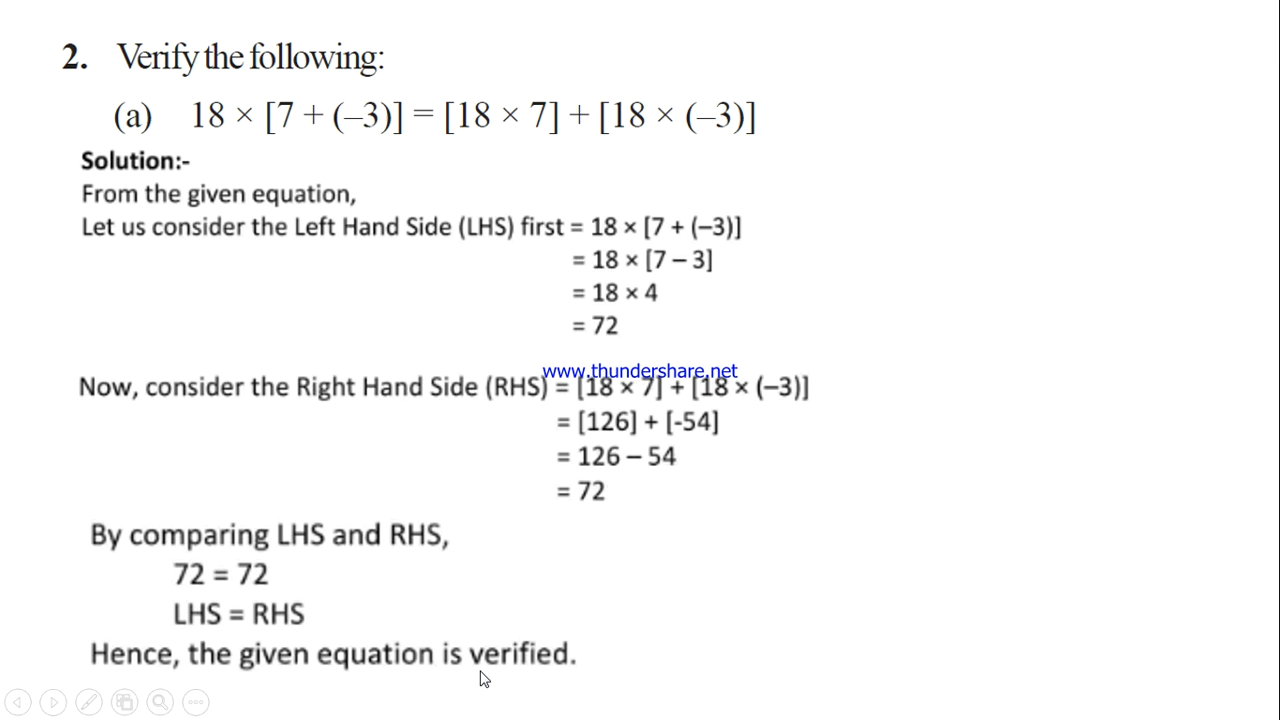 2. Verify the following:
(a) 18 × [7 + (–3)] = [18 × 7] + [18 × (–3)]
Solution:-
From the given equation,
Let us consider the Left Hand Side (LHS) first = 18 × [7 + (–3)]
= 18 × [7 – 3]
= 18 × 4
= 72
www.thundershare.net
Now, consider the Right Hand Side (RHS) = [18 × 7] + [18 × (–3)]
= [126] + [-54]
= 126 – 54
= 72
By comparing LHS and RHS,
72 = 72
LHS = RHS
Hence, the given equation is verified.